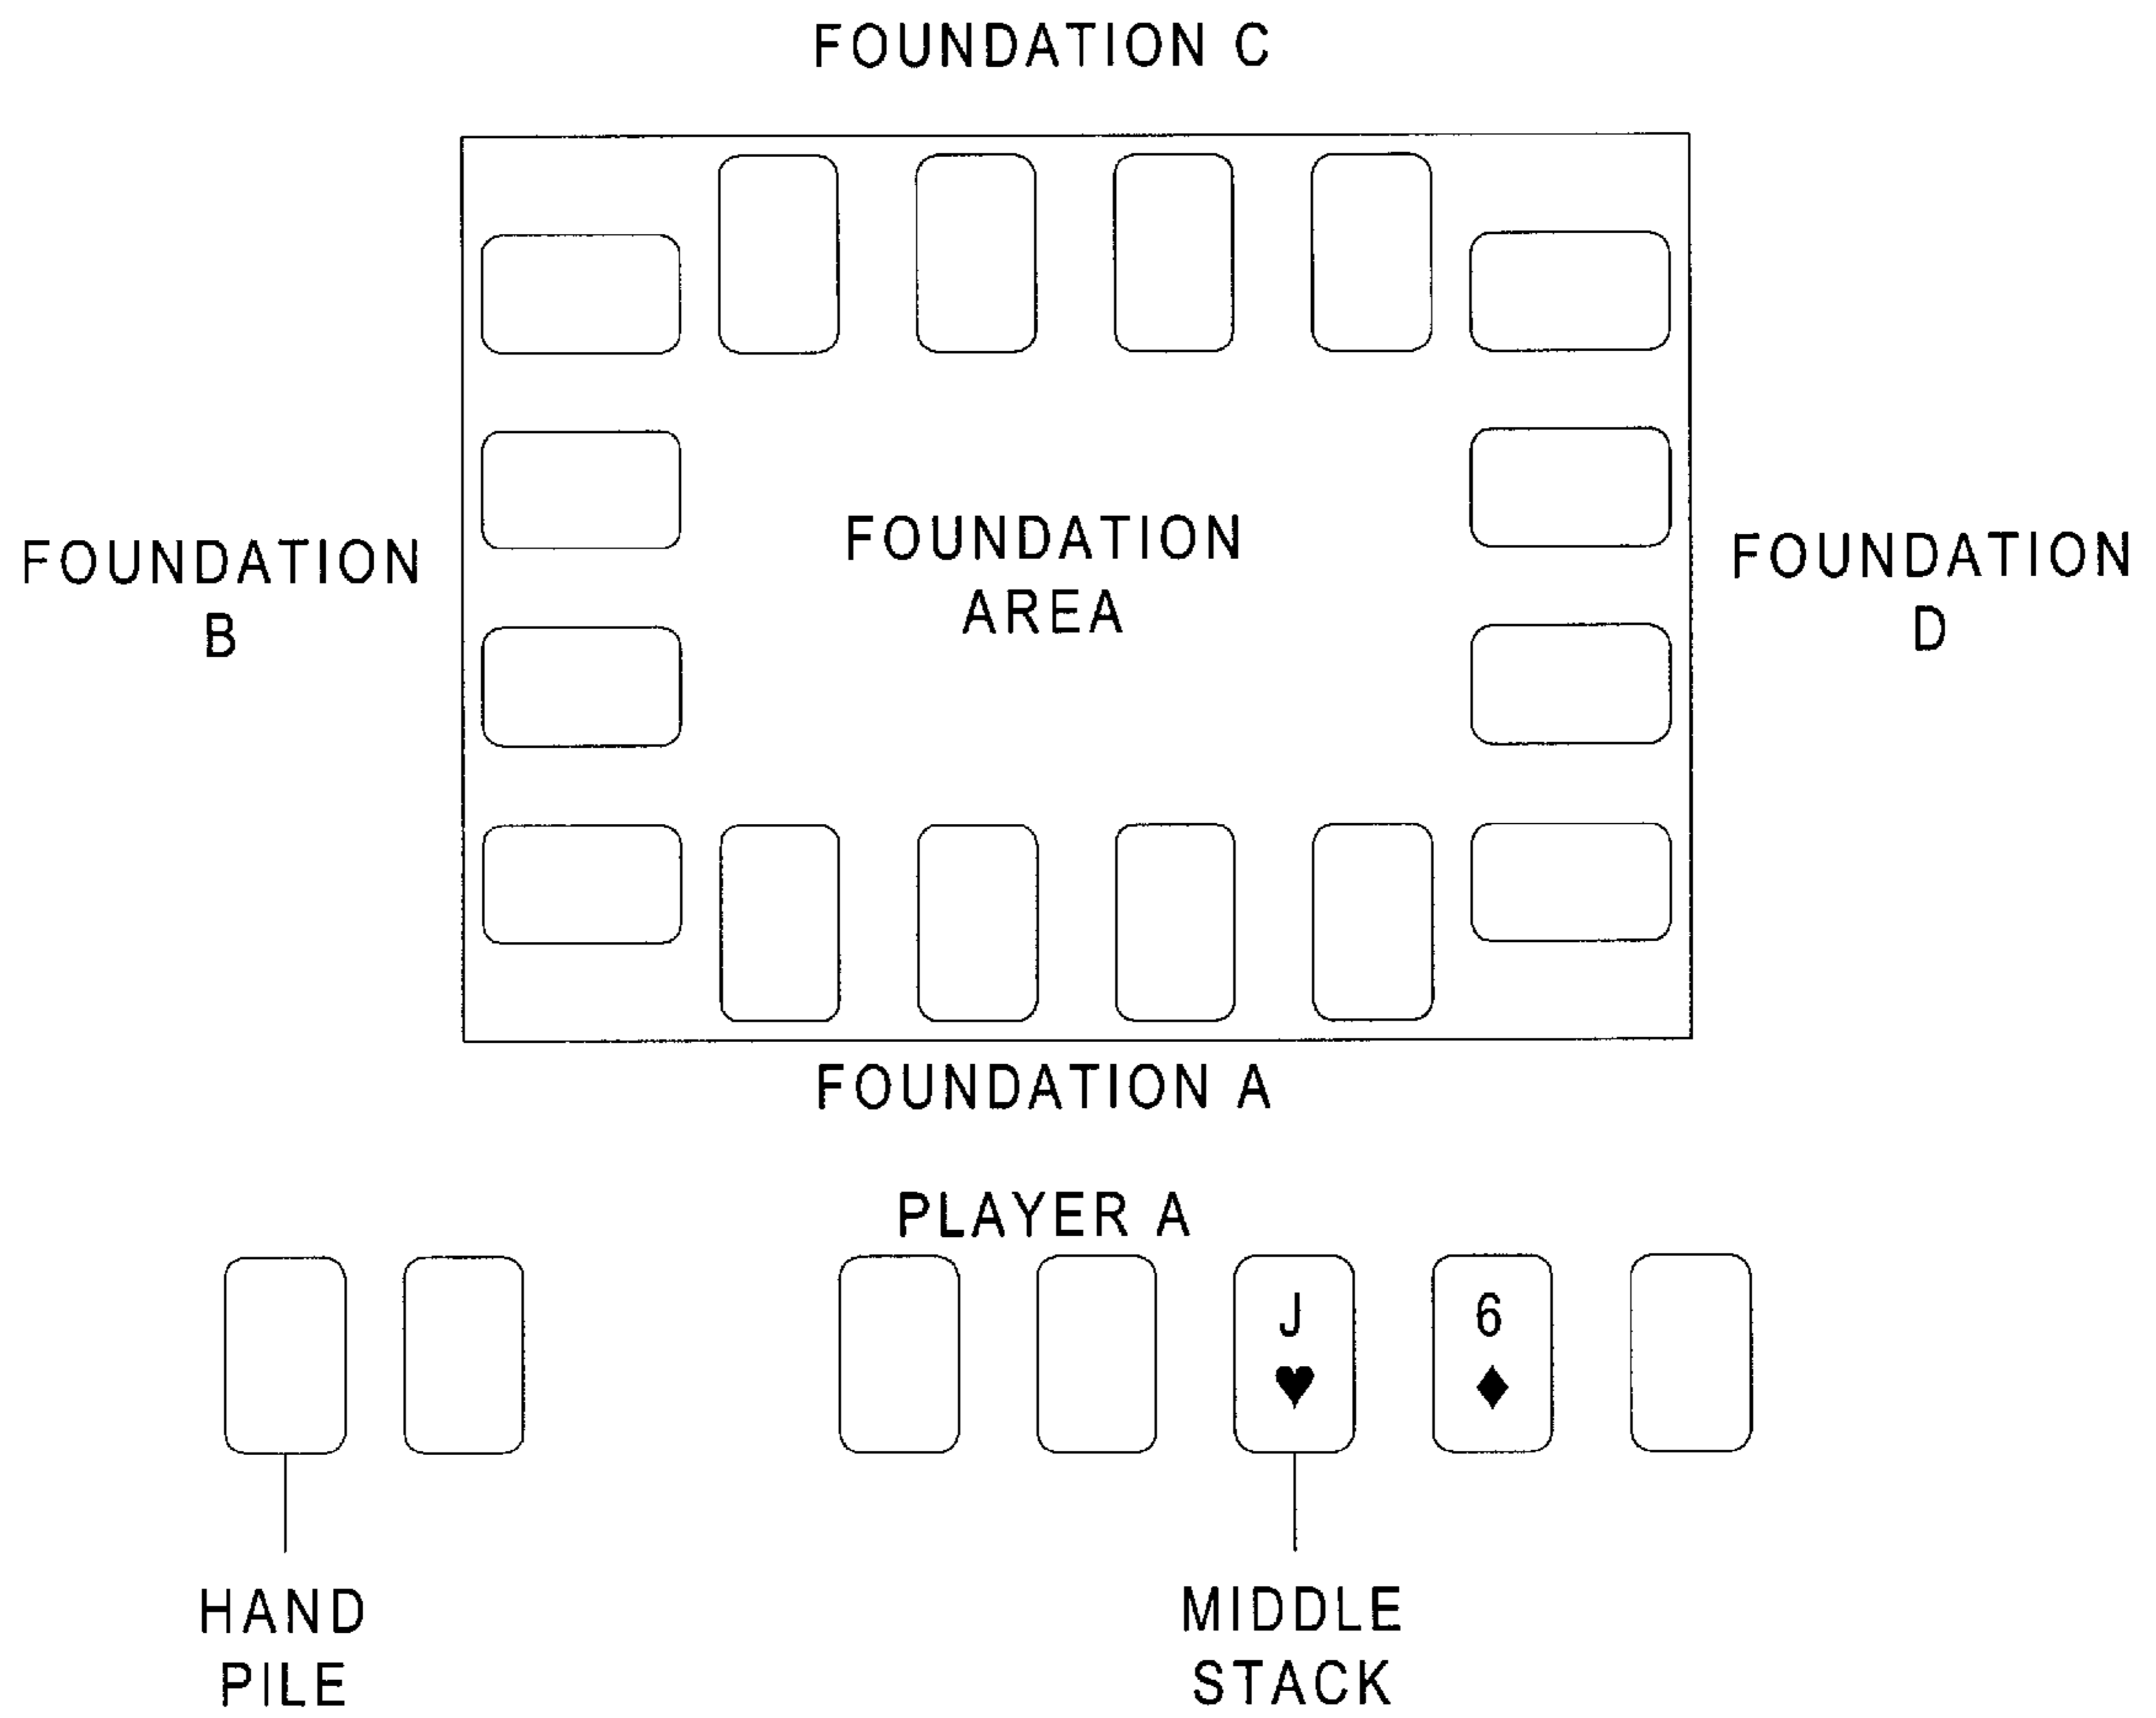 FOUNDATION C
FOUNDATION
B
FOUNDATION
AREA
FOUNDATION
D
FOUNDATION A
PLAYER A
J
♥
6
♦
HAND
PILE
MIDDLE
STACK